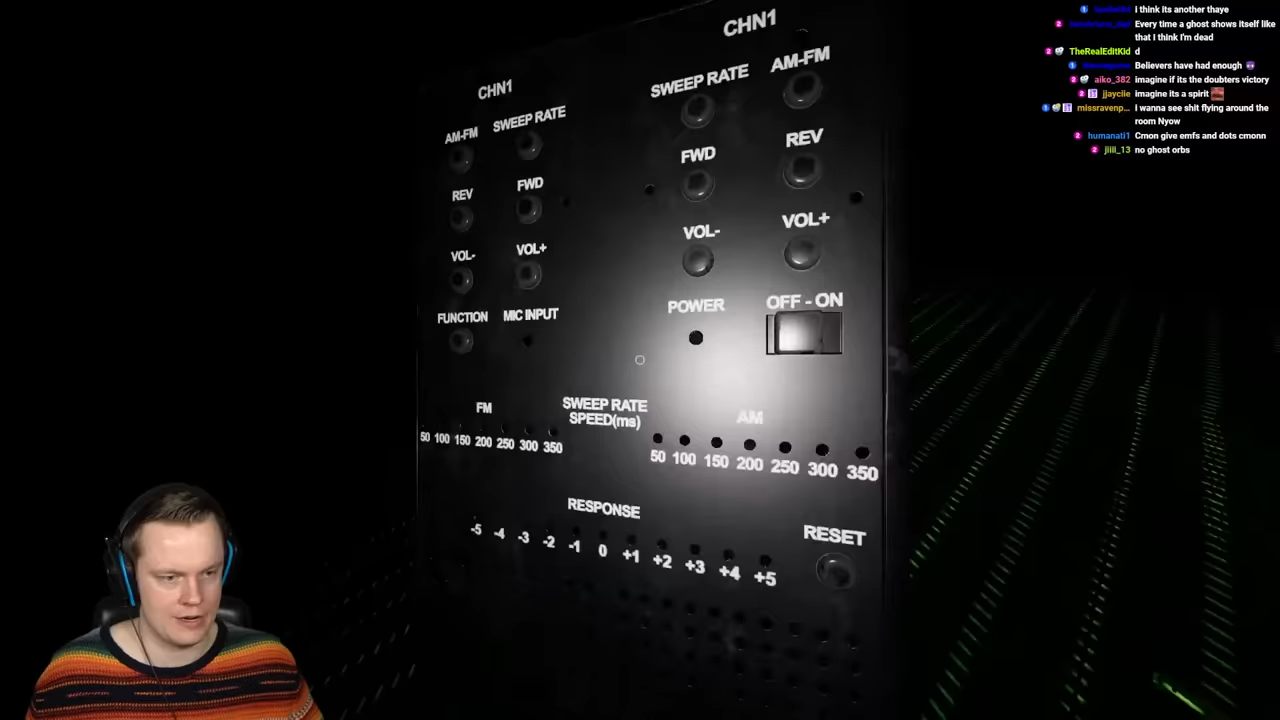 CHN1
CHN1
AM-FM
SWEEP RATE
SWEEP RATE
AM-FM
REV
FWD
FWD
REV
VOL-
VOL+
VOL-
VOL+
FUNCTION
MIC INPUT
POWER
OFF - ON
FM
SWEEP RATE
SPEED(ms)
AM
50 100 150 200 250 300 350
50 100 150 200 250 300 350
RESPONSE
-5 -4 -3 -2 -1 0 +1 +2 +3 +4 +5
RESET
i think its another thaye
Every time a ghost shows itself like
that I think I'm dead
TheRealEditKid d
Believers have had enough
aiko_382 imagine if its the doubters victory
jjayciie imagine its a spirit
missravenp... I wanna see shit flying around the
room Nyow
humanati1 Cmon give emfs and dots cmonn
jiiii_13 no ghost orbs